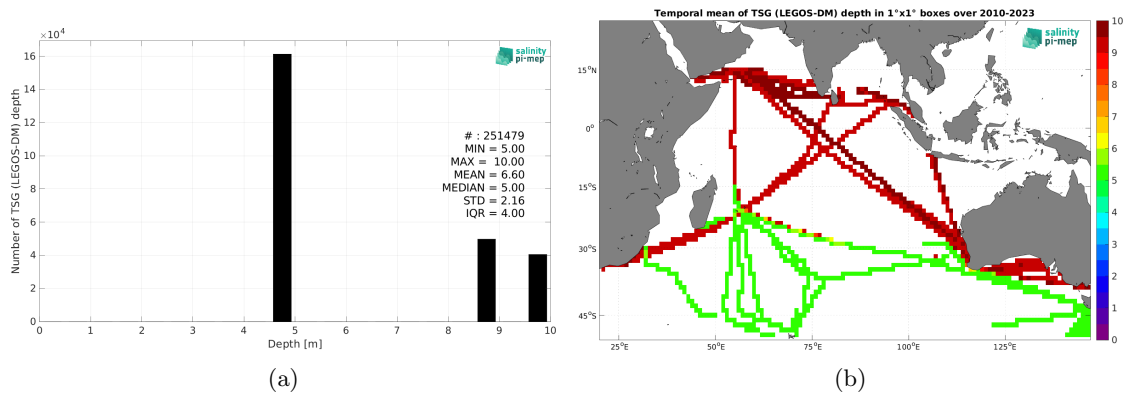 ×10⁴
16
14
12
10
8
6
4
2
0
Number of TSG (LEGOS-DM) depth
salinity
pi-mep
# : 251479
MIN = 5.00
MAX = 10.00
MEAN = 6.60
MEDIAN = 5.00
STD = 2.16
IQR = 4.00
0 1 2 3 4 5 6 7 8 9 10
Depth [m]
(a)
Temporal mean of TSG (LEGOS-DM) depth in 1°x1° boxes over 2010-2023
salinity
pi-mep
15°N
0°
15°S
30°S
45°S
25°E 50°E 75°E 100°E 125°E
10
9
8
7
6
5
4
3
2
1
0
(b)